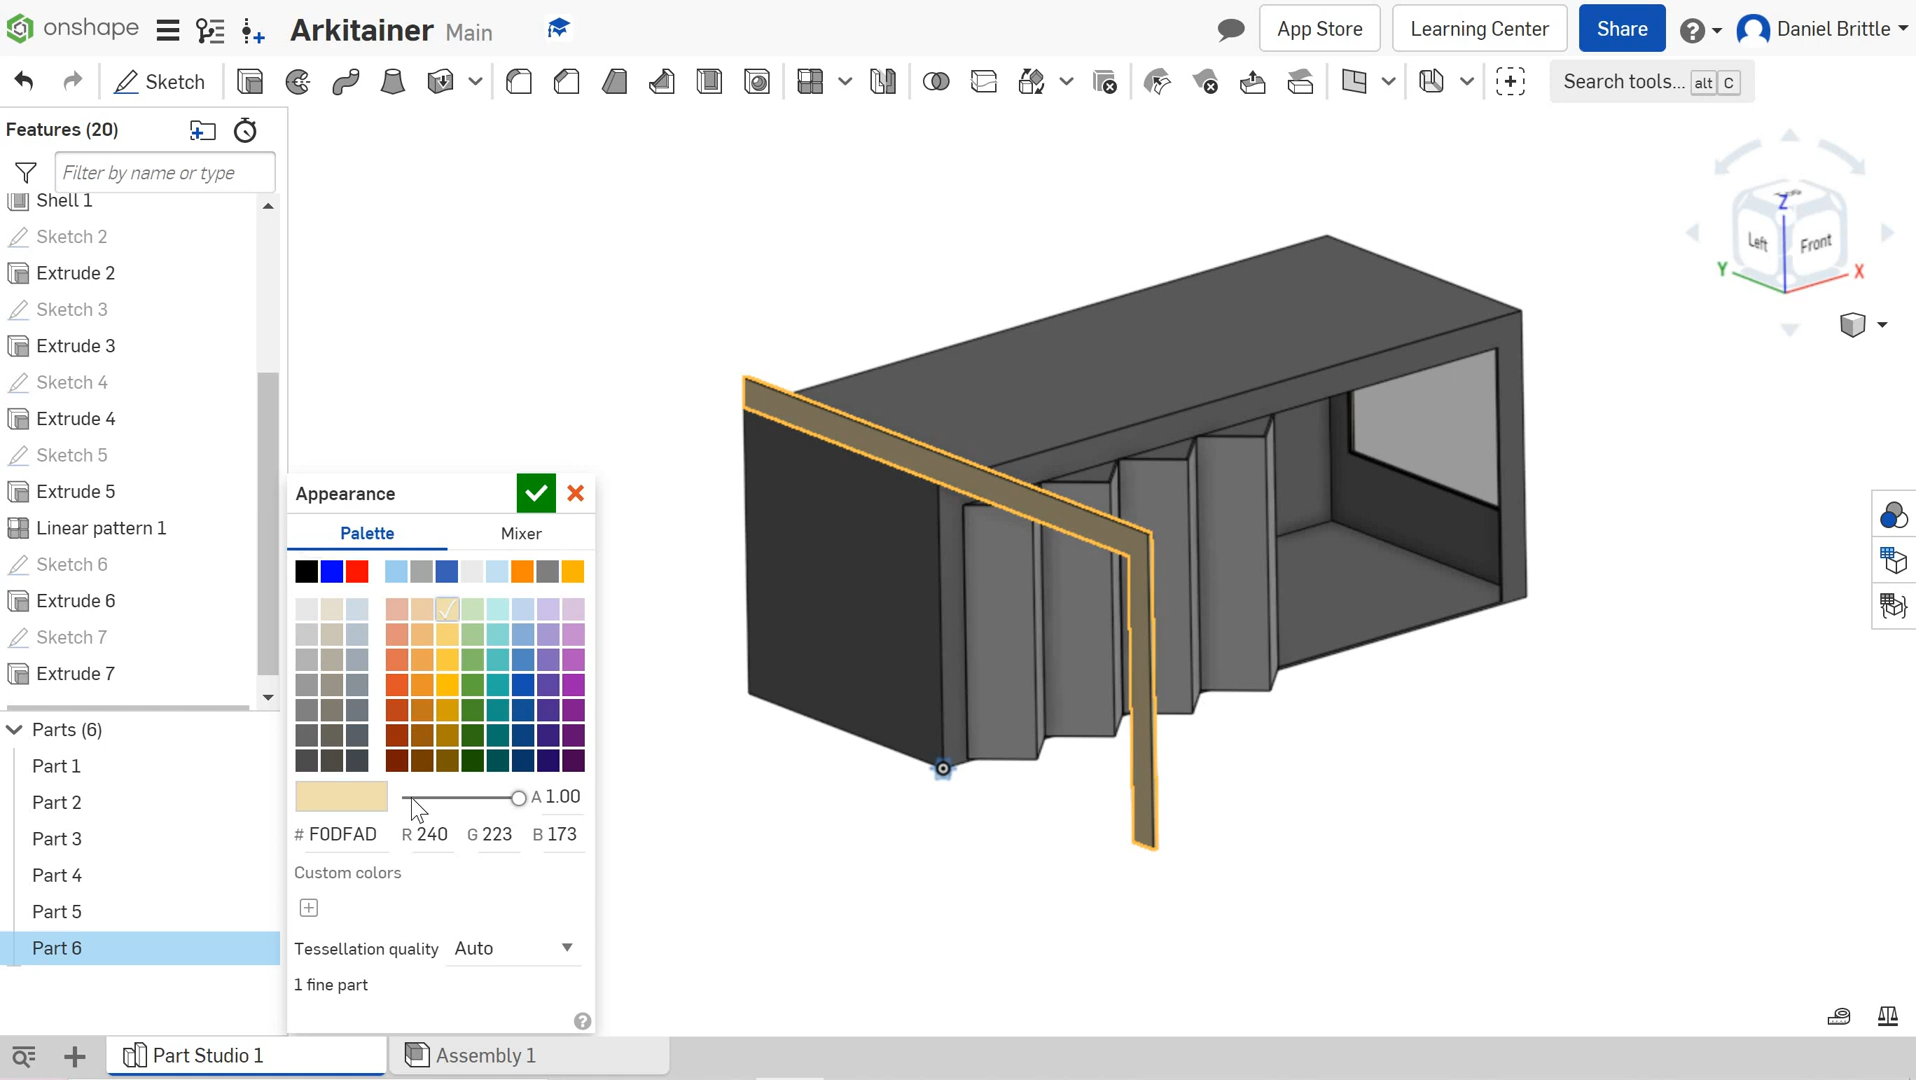 onshape
Arkitainer Main
App Store
Learning Center
Share
Daniel Brittle
Sketch
Search tools... alt C
Features (20)
Filter by name or type
Shell 1
Sketch 2
Extrude 2
Sketch 3
Extrude 3
Sketch 4
Extrude 4
Sketch 5
Extrude 5
Linear pattern 1
Sketch 6
Extrude 6
Sketch 7
Extrude 7
Parts (6)
Part 1
Part 2
Part 3
Part 4
Part 5
Part 6
Appearance
Palette Mixer
A 1.00
# F0DFAD R 240 G 223 B 173
Custom colors
Tessellation quality Auto
1 fine part
Z
Left Front
Y X
Part Studio 1
Assembly 1